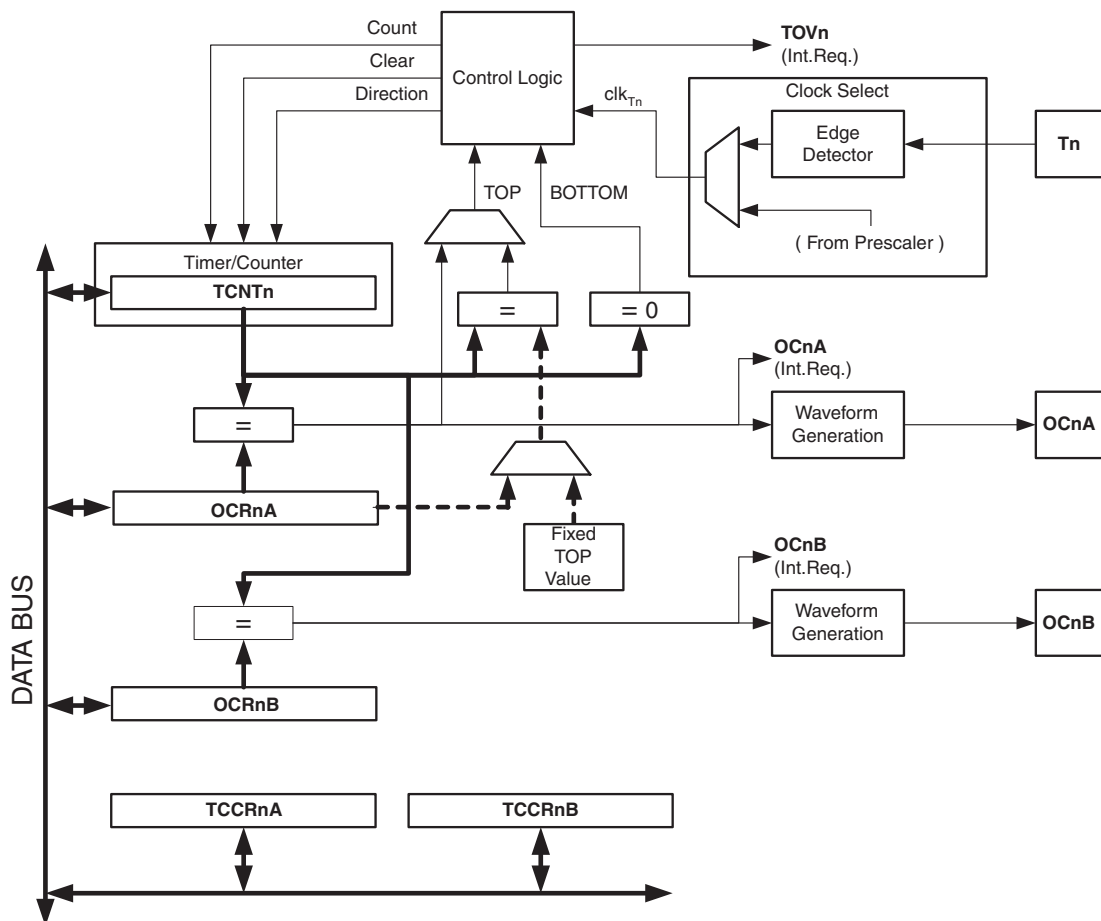 Count
Clear
Direction
Control Logic
TOVn
(Int.Req.)
clkTn
Clock Select
Edge
Detector
( From Prescaler )
Tn
TOP
BOTTOM
Timer/Counter
TCNTn
=
= 0
OCnA
(Int.Req.)
=
Waveform
Generation
OCnA
OCRnA
Fixed
TOP
Value
OCnB
(Int.Req.)
=
Waveform
Generation
OCnB
OCRnB
DATA BUS
TCCRnA
TCCRnB